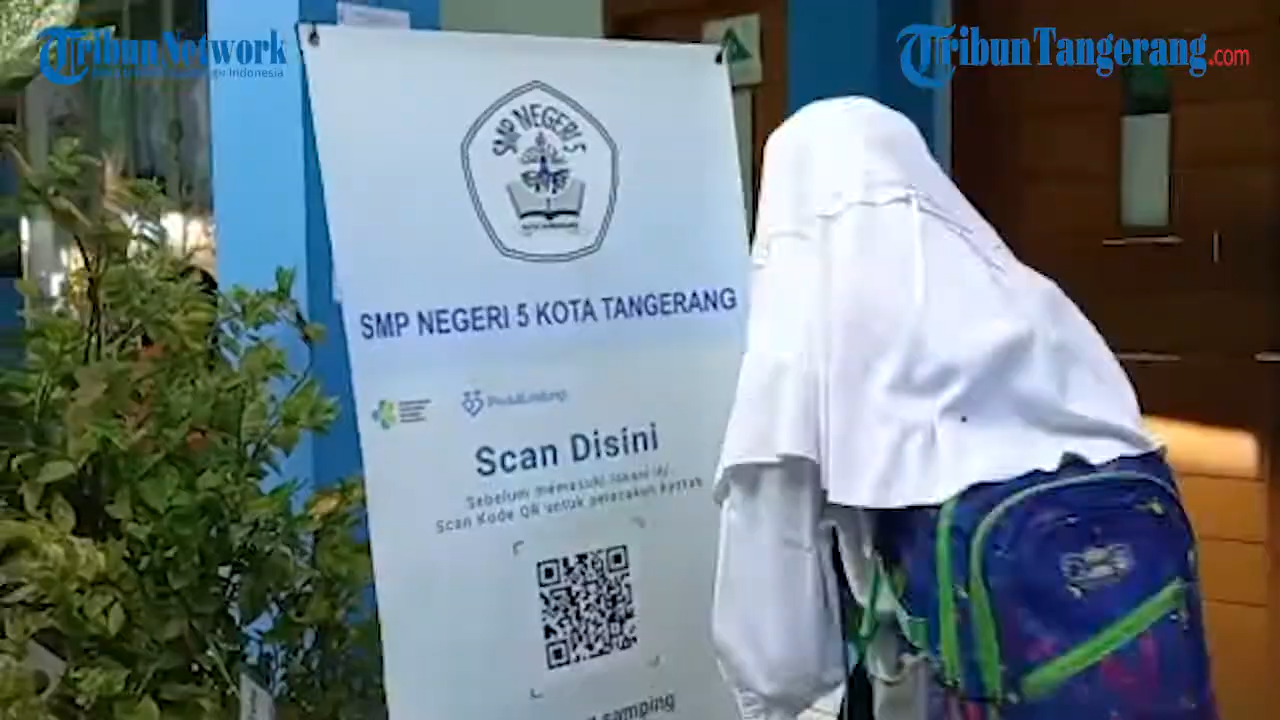 TribunNetwork
TribunTangerang.com
SMP NEGERI 5
SMP NEGERI 5 KOTA TANGERANG
PeduliLindungi
Scan Disini
Sebelum memasuki lokasi ini,
Scan Kode QR untuk pelacakan kontak
samping